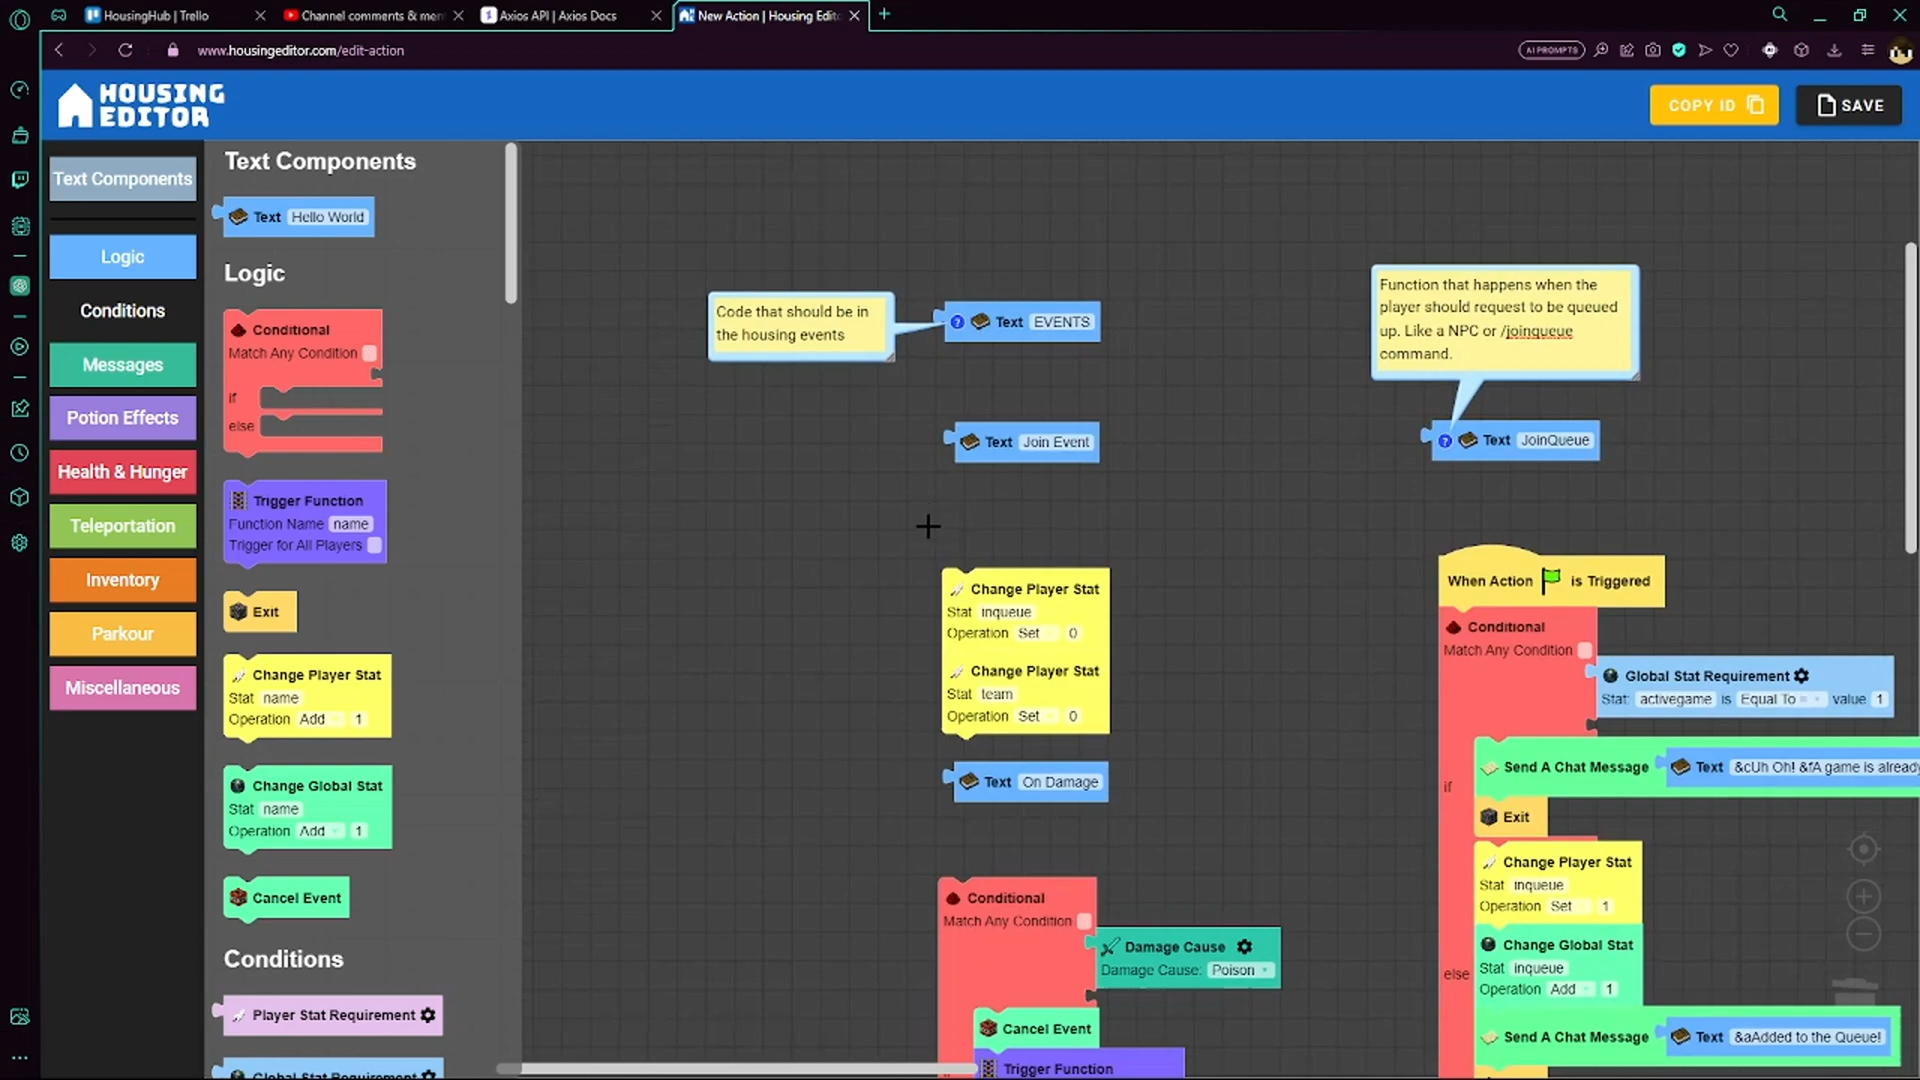 HousingHub | Trello
Channel comments & men
Axios API | Axios Docs
New Action | Housing Edito
www.housingeditor.com/edit-action
AI PROMPTS
HOUSING
EDITOR
COPY ID
SAVE
Text Components
Logic
Conditions
Messages
Potion Effects
Health & Hunger
Teleportation
Inventory
Parkour
Miscellaneous
Text Components
Text Hello World
Logic
Conditional
Match Any Condition
if
else
Trigger Function
Function Name name
Trigger for All Players
Exit
Change Player Stat
Stat name
Operation Add 1
Change Global Stat
Stat name
Operation Add 1
Cancel Event
Conditions
Player Stat Requirement
Global Stat Requirement
Code that should be in
the housing events
? Text EVENTS
Text Join Event
Change Player Stat
Stat inqueue
Operation Set 0
Change Player Stat
Stat team
Operation Set 0
Text On Damage
Conditional
Match Any Condition
Damage Cause
Damage Cause: Poison
Cancel Event
Trigger Function
Function that happens when the
player should request to be queued
up. Like a NPC or /joinqueue
command.
? Text JoinQueue
When Action is Triggered
Conditional
Match Any Condition
Global Stat Requirement
Stat: activegame is Equal To = value 1
if
Send A Chat Message Text &cUh Oh! &fA game is already
Exit
else
Change Player Stat
Stat inqueue
Operation Set 1
Change Global Stat
Stat inqueue
Operation Add 1
Send A Chat Message Text &aAdded to the Queue!